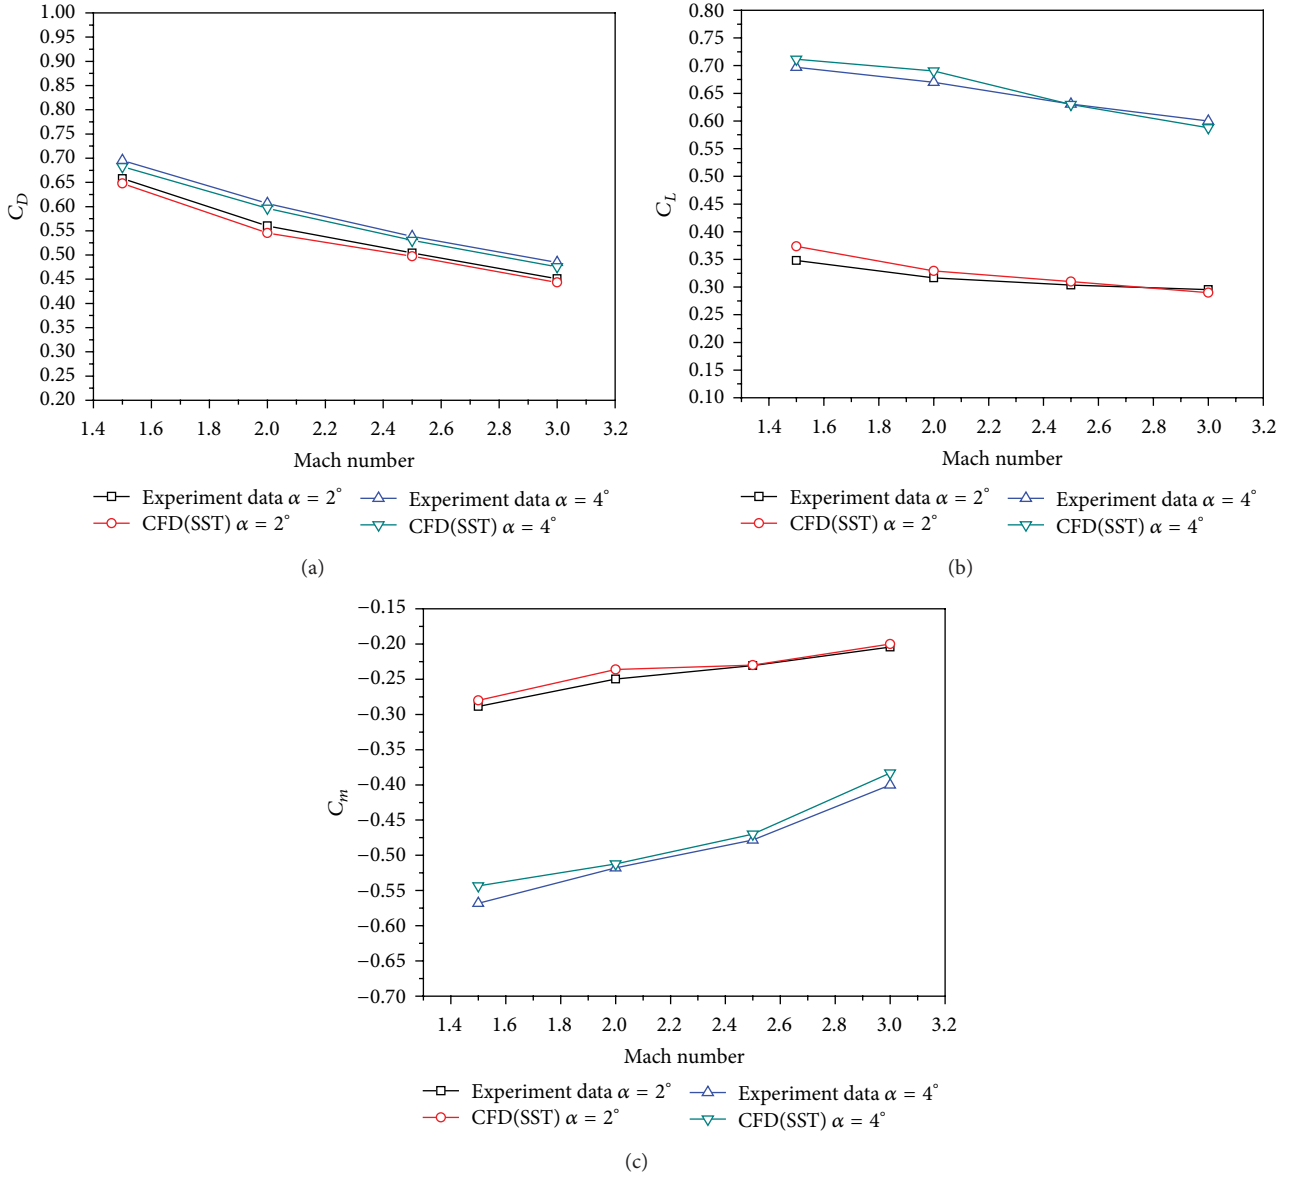 1.00
0.95
0.90
0.85
0.80
0.75
0.70
0.65
0.60
0.55
0.50
0.45
0.40
0.35
0.30
0.25
0.20
C_D
1.4 1.6 1.8 2.0 2.2 2.4 2.6 2.8 3.0 3.2
Mach number
Experiment data α = 2° Experiment data α = 4°
CFD(SST) α = 2° CFD(SST) α = 4°
(a)
0.80
0.75
0.70
0.65
0.60
0.55
0.50
0.45
0.40
0.35
0.30
0.25
0.20
0.15
0.10
C_L
1.4 1.6 1.8 2.0 2.2 2.4 2.6 2.8 3.0 3.2
Mach number
Experiment data α = 2° Experiment data α = 4°
CFD(SST) α = 2° CFD(SST) α = 4°
(b)
−0.15
−0.20
−0.25
−0.30
−0.35
−0.40
−0.45
−0.50
−0.55
−0.60
−0.65
−0.70
C_m
1.4 1.6 1.8 2.0 2.2 2.4 2.6 2.8 3.0 3.2
Mach number
Experiment data α = 2° Experiment data α = 4°
CFD(SST) α = 2° CFD(SST) α = 4°
(c)